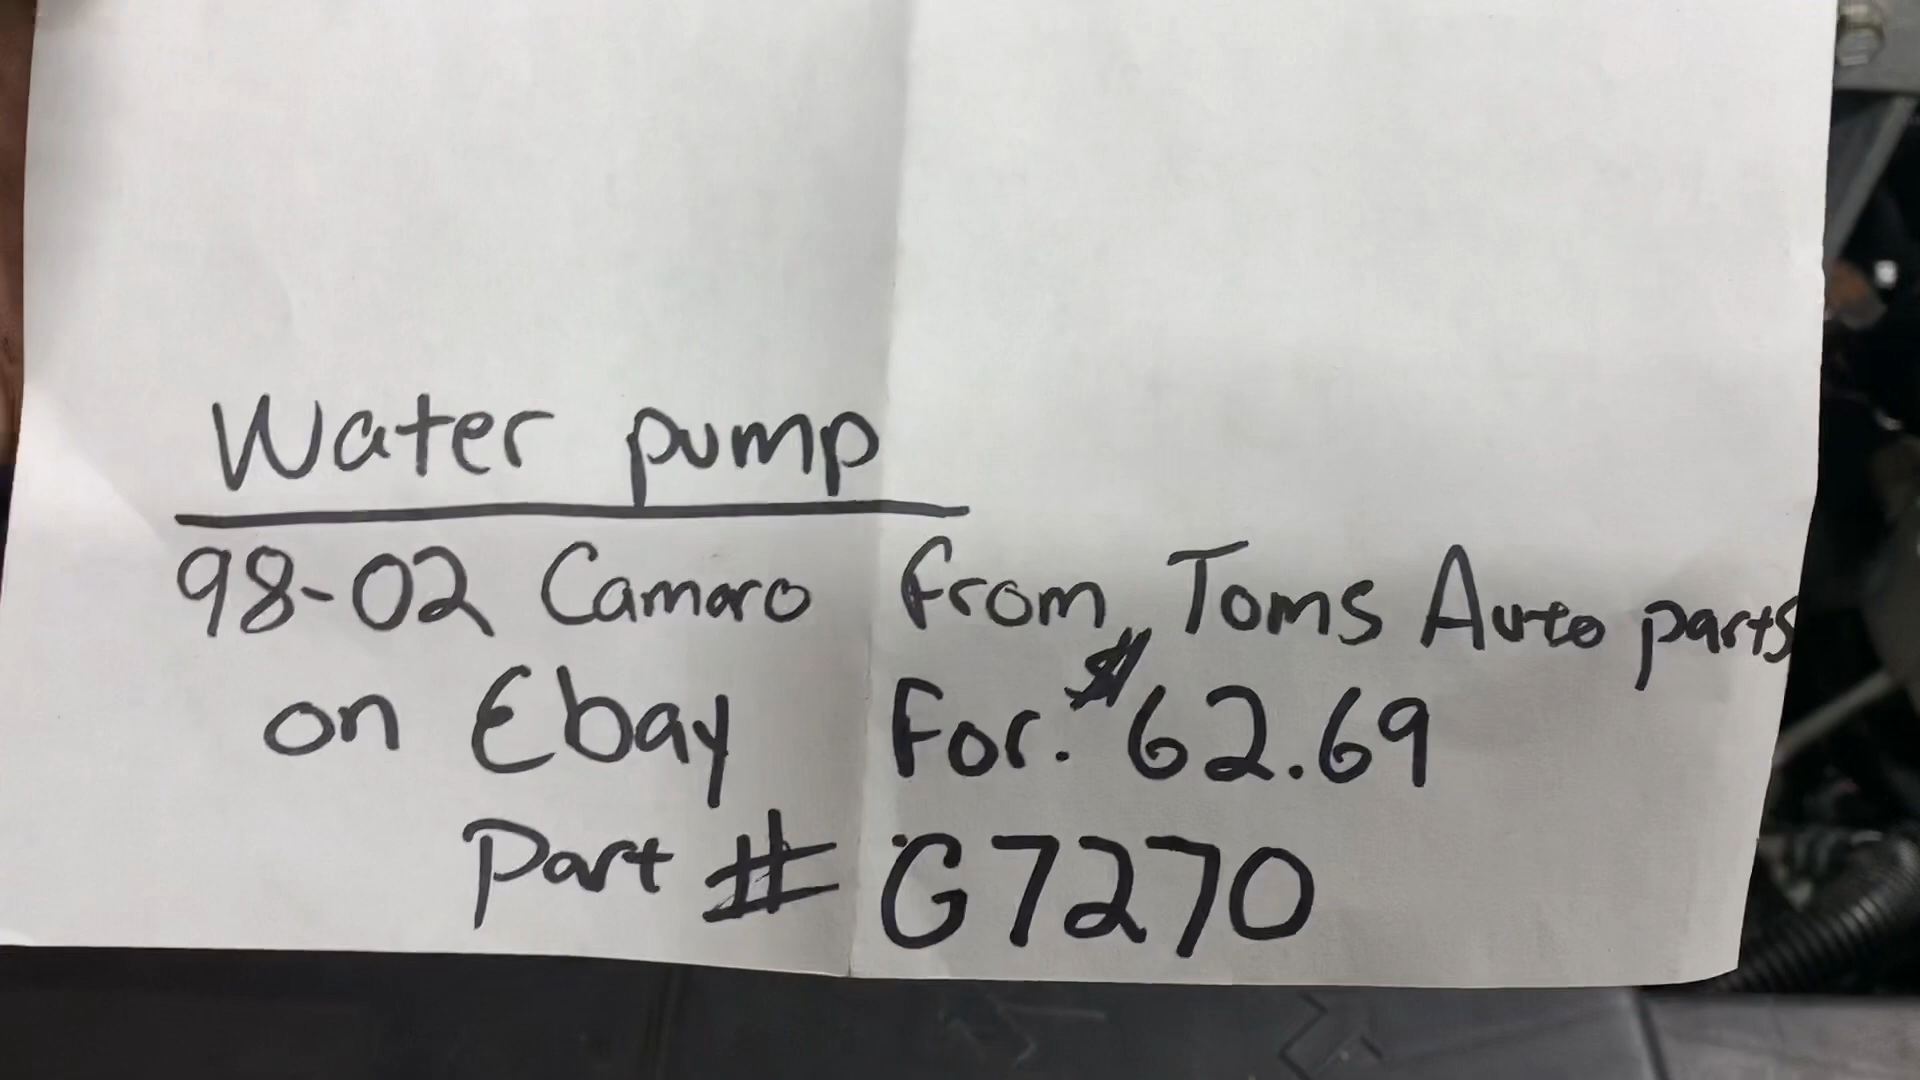 Water pump
98-02 Camaro from Toms Auto parts
on Ebay For. $62.69
Part # G7270